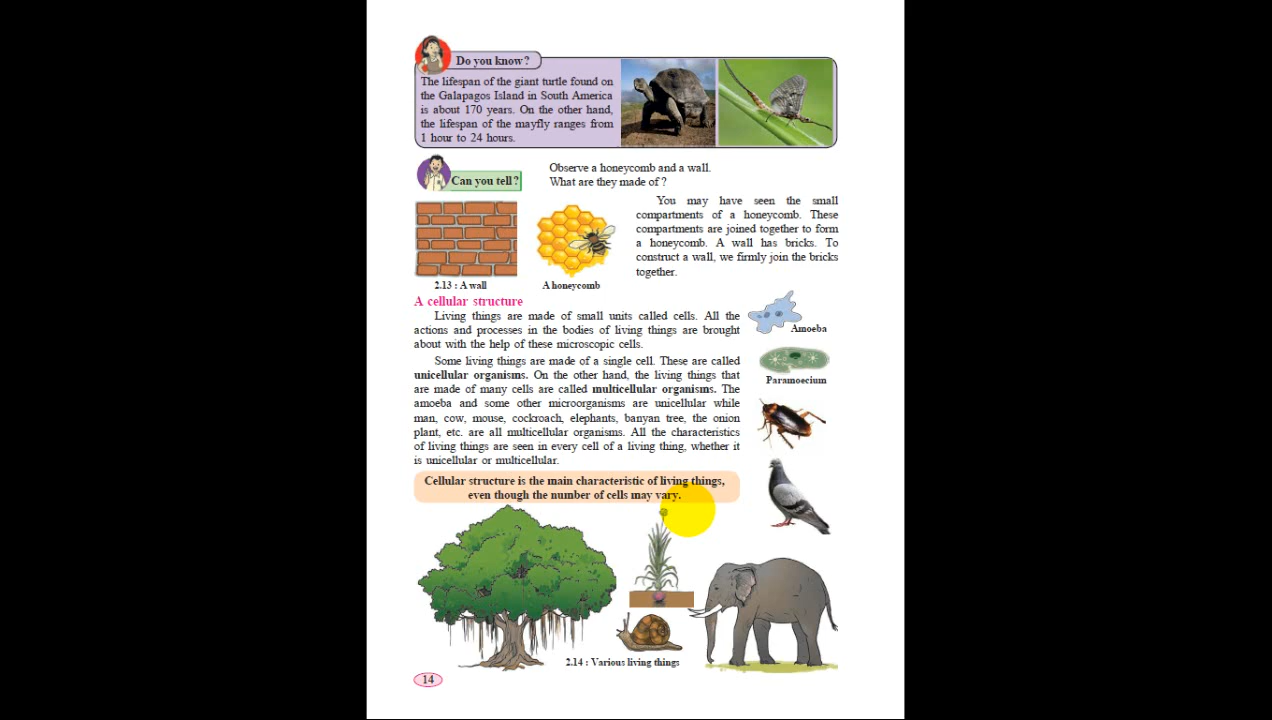 Do you know?
The lifespan of the giant turtle found on
the Galapagos Island in South America
is about 170 years. On the other hand,
the lifespan of the mayfly ranges from
1 hour to 24 hours.
Can you tell?
Observe a honeycomb and a wall.
What are they made of ?
You may have seen the small
compartments of a honeycomb. These
compartments are joined together to form
a honeycomb. A wall has bricks. To
construct a wall, we firmly join the bricks
together.
2.13 : A wall
A honeycomb
A cellular structure
Living things are made of small units called cells. All the
actions and processes in the bodies of living things are brought
about with the help of these microscopic cells.
Some living things are made of a single cell. These are called
unicellular organisms. On the other hand, the living things that
are made of many cells are called multicellular organisms. The
amoeba and some other microorganisms are unicellular while
man, cow, mouse, cockroach, elephants, banyan tree, the onion
plant, etc. are all multicellular organisms. All the characteristics
of living things are seen in every cell of a living thing, whether it
is unicellular or multicellular.
Amoeba
Paramoecium
Cellular structure is the main characteristic of living things,
even though the number of cells may vary.
2.14 : Various living things
14